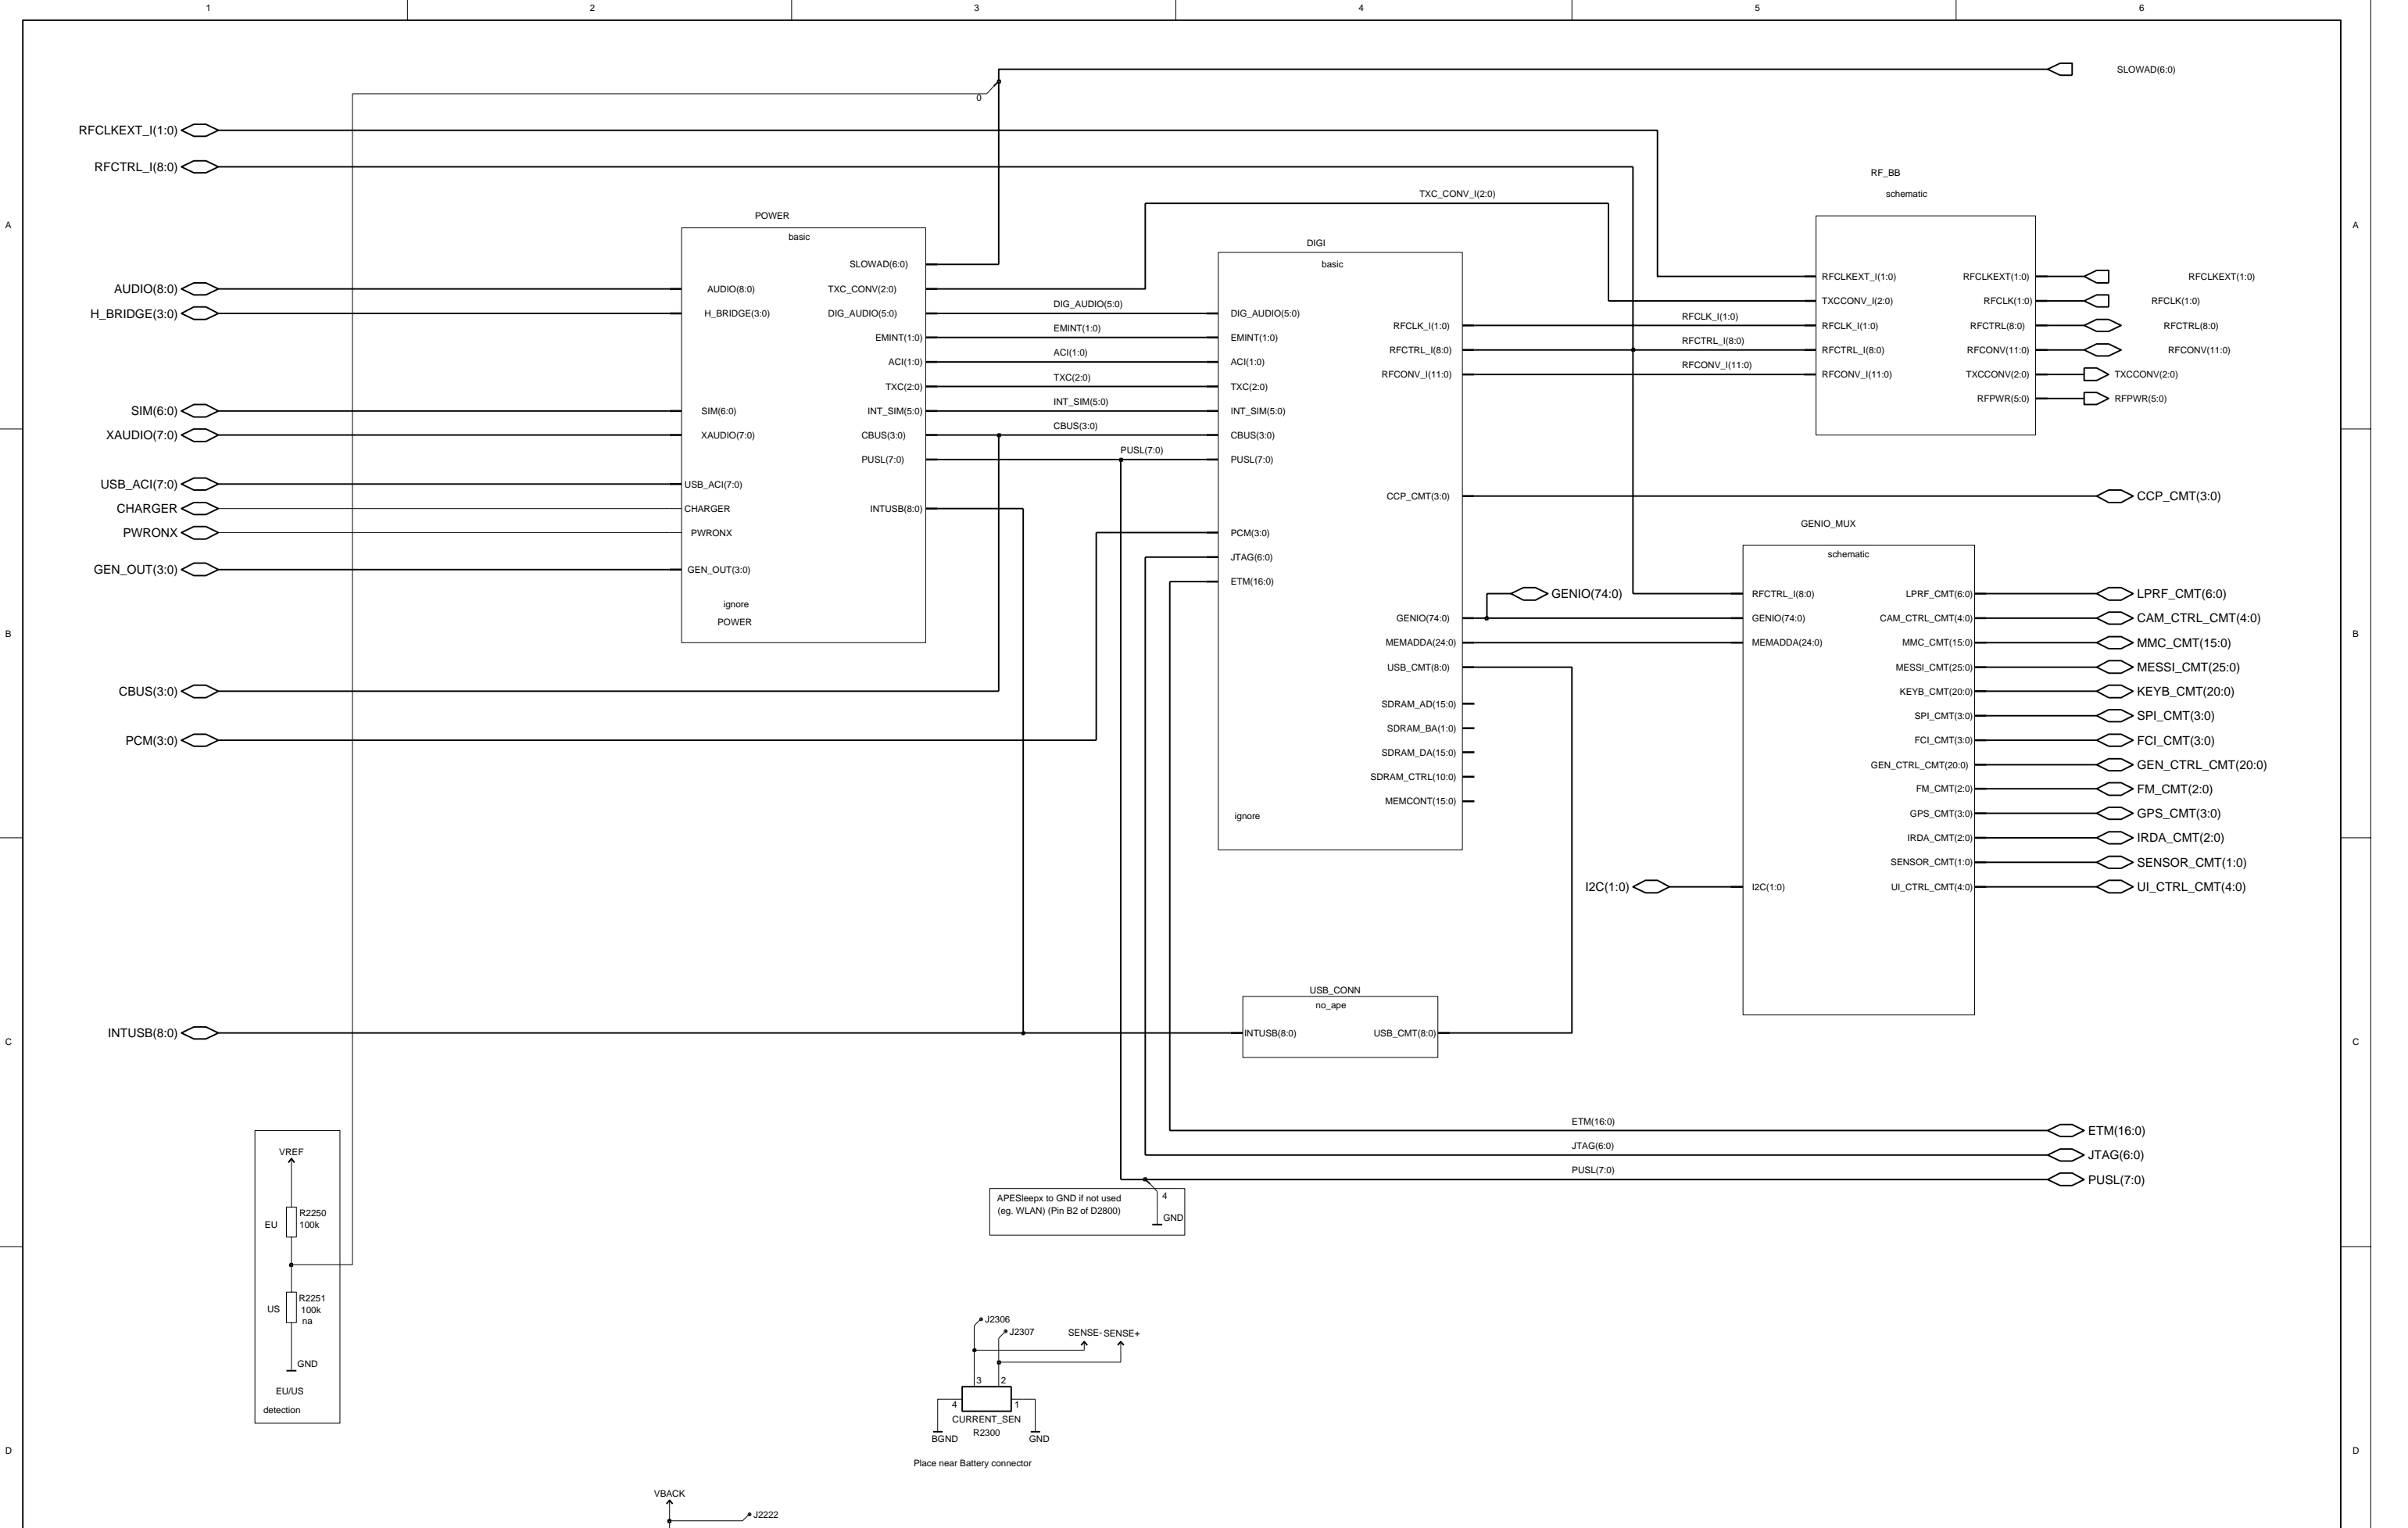 1 2 3 4 5 6
SLOWAD(6:0)
0
RFCLKEXT_I(1:0)
RFCTRL_I(8:0)
RF_BB
schematic
TXC_CONV_I(2:0)
A
A
POWER
basic
DIGI
basic
SLOWAD(6:0)
AUDIO(8:0)
AUDIO(8:0)
TXC_CONV(2:0)
H_BRIDGE(3:0)
H_BRIDGE(3:0)
DIG_AUDIO(5:0)
DIG_AUDIO(5:0)
DIG_AUDIO(5:0)
EMINT(1:0)
EMINT(1:0)
EMINT(1:0)
ACI(1:0)
ACI(1:0)
ACI(1:0)
TXC(2:0)
TXC(2:0)
TXC(2:0)
SIM(6:0)
SIM(6:0)
INT_SIM(5:0)
INT_SIM(5:0)
INT_SIM(5:0)
XAUDIO(7:0)
XAUDIO(7:0)
CBUS(3:0)
CBUS(3:0)
CBUS(3:0)
PUSL(7:0)
PUSL(7:0)
PUSL(7:0)
USB_ACI(7:0)
USB_ACI(7:0)
CHARGER
CHARGER
INTUSB(8:0)
PWRONX
PWRONX
GEN_OUT(3:0)
GEN_OUT(3:0)
ignore
POWER
RFCLK_I(1:0)
RFCLK_I(1:0)
RFCTRL_I(8:0)
RFCTRL_I(8:0)
RFCONV_I(11:0)
RFCONV_I(11:0)
RFCLKEXT_I(1:0)
RFCLKEXT(1:0)
RFCLKEXT(1:0)
TXCCONV_I(2:0)
RFCLK(1:0)
RFCLK(1:0)
RFCLK_I(1:0)
RFCTRL(8:0)
RFCTRL(8:0)
RFCTRL_I(8:0)
RFCONV(11:0)
RFCONV(11:0)
RFCONV_I(11:0)
TXCCONV(2:0)
TXCCONV(2:0)
RFPWR(5:0)
RFPWR(5:0)
CCP_CMT(3:0)
CCP_CMT(3:0)
PCM(3:0)
JTAG(6:0)
ETM(16:0)
GENIO_MUX
schematic
GENIO(74:0)
GENIO(74:0)
MEMADDA(24:0)
USB_CMT(8:0)
SDRAM_AD(15:0)
SDRAM_BA(1:0)
SDRAM_DA(15:0)
SDRAM_CTRL(10:0)
MEMCONT(15:0)
ignore
RFCTRL_I(8:0)
LPRF_CMT(6:0)
LPRF_CMT(6:0)
GENIO(74:0)
CAM_CTRL_CMT(4:0)
CAM_CTRL_CMT(4:0)
MEMADDA(24:0)
MMC_CMT(15:0)
MMC_CMT(15:0)
MESSI_CMT(25:0)
MESSI_CMT(25:0)
KEYB_CMT(20:0)
KEYB_CMT(20:0)
SPI_CMT(3:0)
SPI_CMT(3:0)
FCI_CMT(3:0)
FCI_CMT(3:0)
GEN_CTRL_CMT(20:0)
GEN_CTRL_CMT(20:0)
FM_CMT(2:0)
FM_CMT(2:0)
GPS_CMT(3:0)
GPS_CMT(3:0)
IRDA_CMT(2:0)
IRDA_CMT(2:0)
SENSOR_CMT(1:0)
SENSOR_CMT(1:0)
I2C(1:0)
I2C(1:0)
UI_CTRL_CMT(4:0)
UI_CTRL_CMT(4:0)
B
B
CBUS(3:0)
PCM(3:0)
USB_CONN
no_ape
INTUSB(8:0)
INTUSB(8:0)
USB_CMT(8:0)
C
C
ETM(16:0)
ETM(16:0)
JTAG(6:0)
JTAG(6:0)
PUSL(7:0)
PUSL(7:0)
APESleepx to GND if not used
(eg. WLAN) (Pin B2 of D2800)
4
GND
VREF
EU
R2250
100k
US
R2251
100k
na
GND
EU/US
detection
J2306
J2307
SENSE- SENSE+
3 2
4 1
CURRENT_SEN
R2300
BGND
GND
Place near Battery connector
D
D
VBACK
J2222